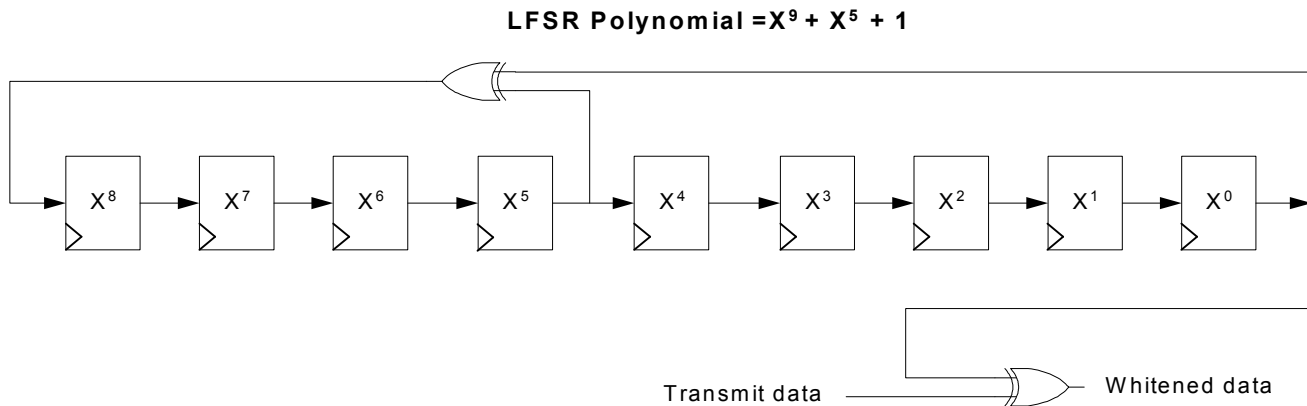 LFSR Polynomial =X⁹ + X⁵ + 1
X⁸ X⁷ X⁶ X⁵ X⁴ X³ X² X¹ X⁰
Transmit data Whitened data